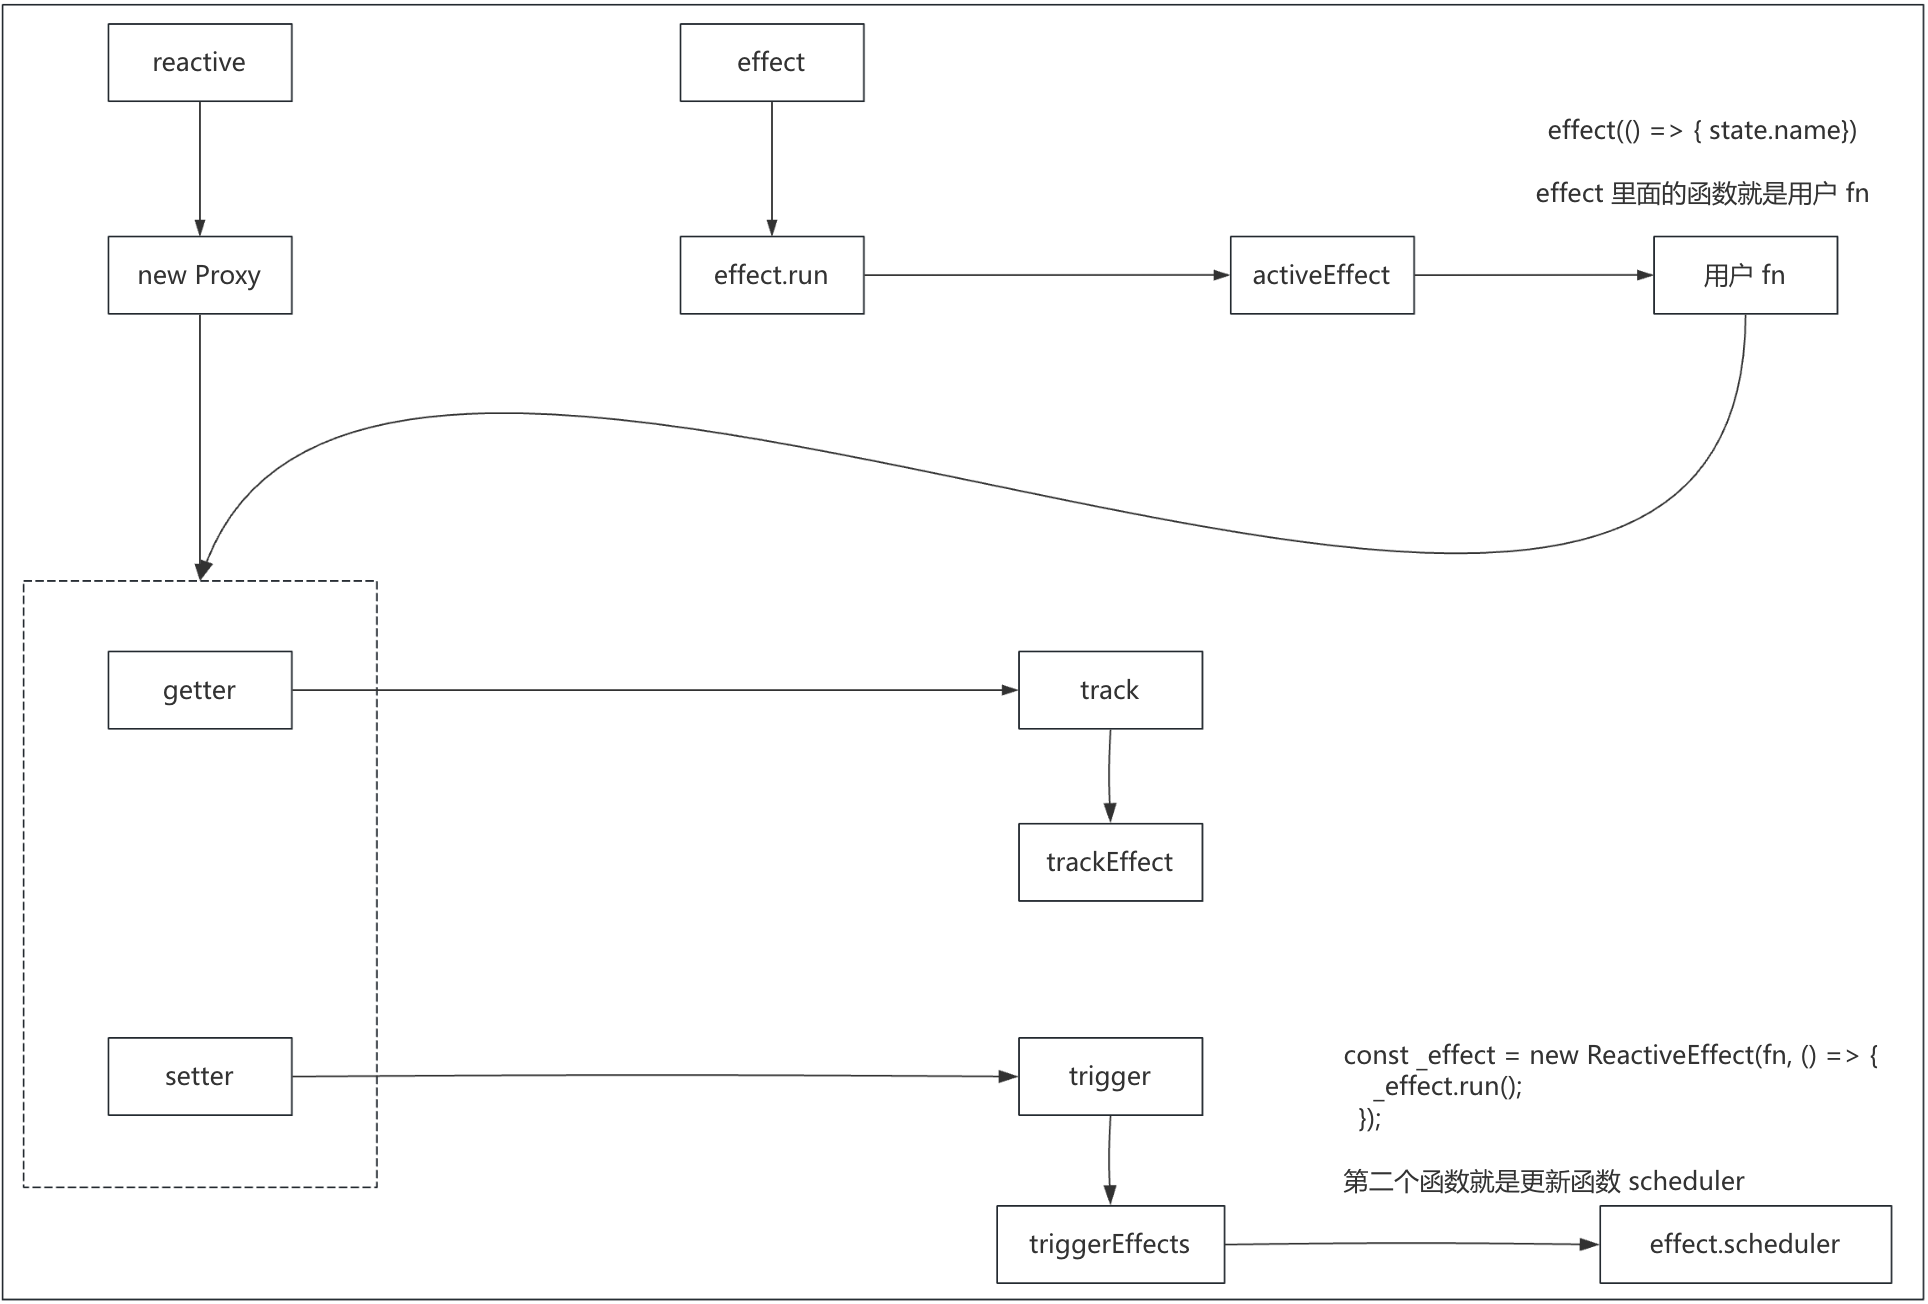 reactive
effect
effect(() => { state.name})
effect 里面的函数就是用户 fn
new Proxy
effect.run
activeEffect
用户 fn
getter
track
trackEffect
setter
trigger
const _effect = new ReactiveEffect(fn, () => {
_effect.run();
});
第二个函数就是更新函数 scheduler
triggerEffects
effect.scheduler